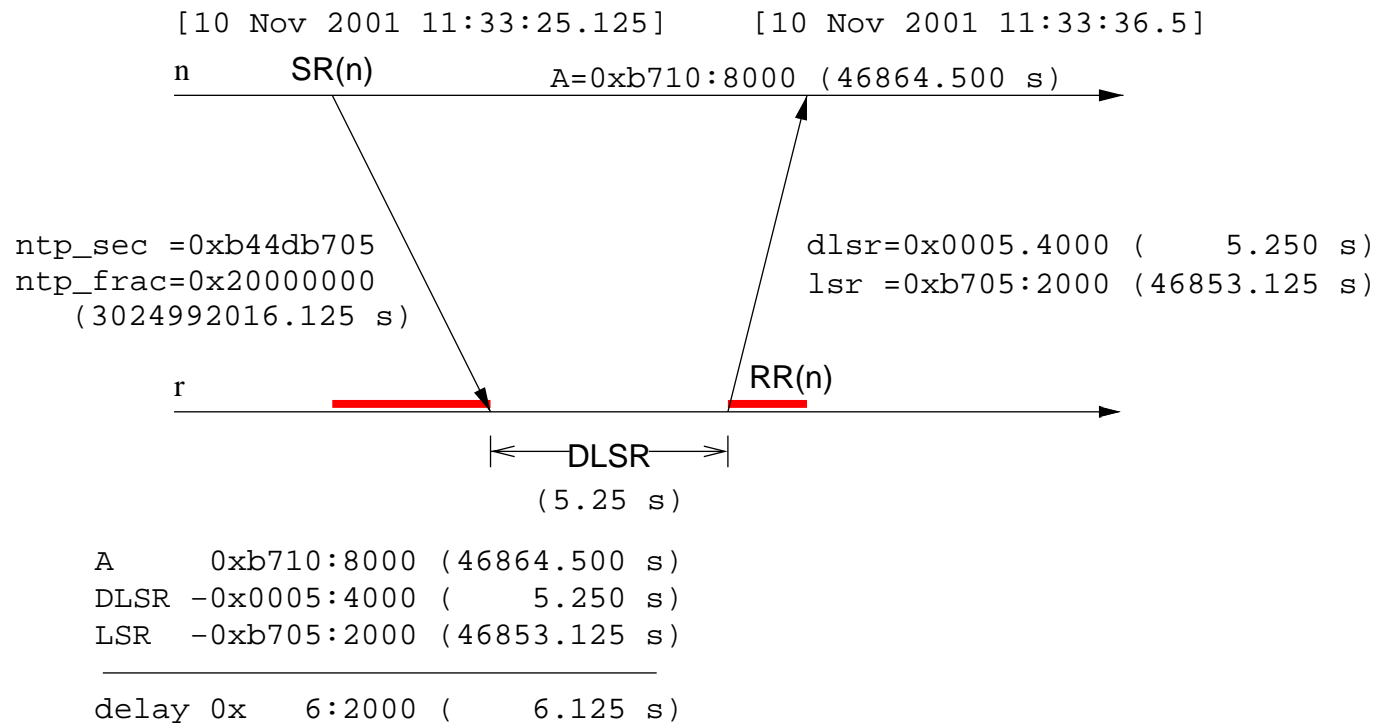 [10 Nov 2001 11:33:25.125] [10 Nov 2001 11:33:36.5]
n SR(n) A=0xb710:8000 (46864.500 s)
ntp_sec =0xb44db705 dlsr=0x0005.4000 ( 5.250 s)
ntp_frac=0x20000000 lsr =0xb705:2000 (46853.125 s)
(3024992016.125 s)
r RR(n)
DLSR
(5.25 s)
A 0xb710:8000 (46864.500 s)
DLSR -0x0005:4000 ( 5.250 s)
LSR -0xb705:2000 (46853.125 s)
delay 0x 6:2000 ( 6.125 s)